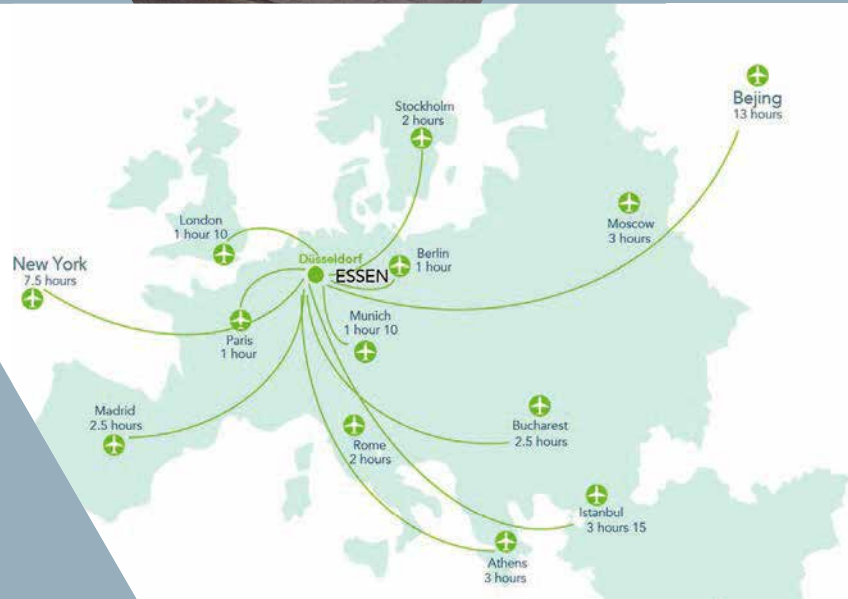 Stockholm
2 hours
Bejing
13 hours
London
1 hour 10
Moscow
3 hours
New York
7.5 hours
Düsseldorf
ESSEN
Berlin
1 hour
Paris
1 hour
Munich
1 hour 10
Madrid
2.5 hours
Rome
2 hours
Bucharest
2.5 hours
Istanbul
3 hours 15
Athens
3 hours